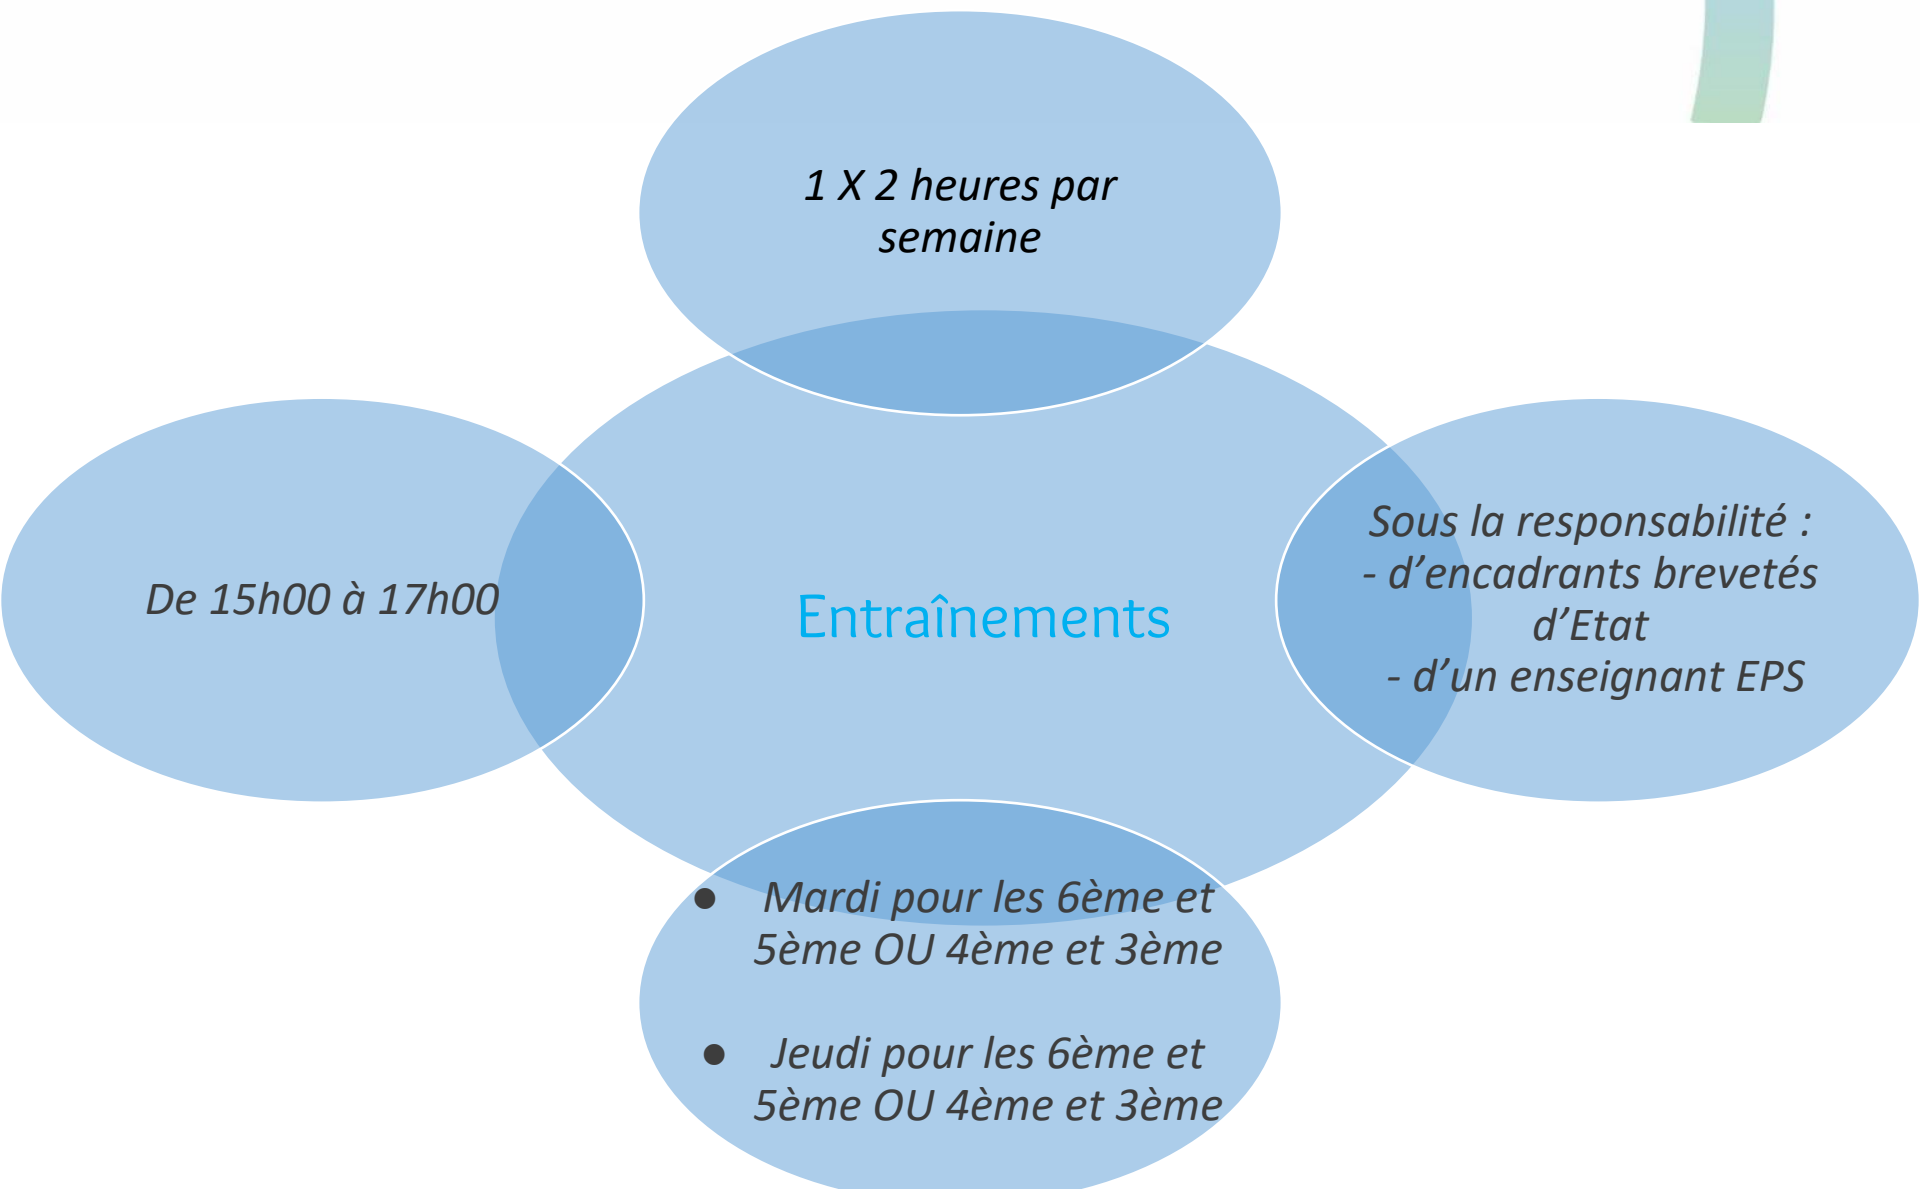 1 X 2 heures par
semaine
De 15h00 à 17h00
Entraînements
Sous la responsabilité :
- d’encadrants brevetés
d’Etat
- d’un enseignant EPS
● Mardi pour les 6ème et
5ème OU 4ème et 3ème
● Jeudi pour les 6ème et
5ème OU 4ème et 3ème